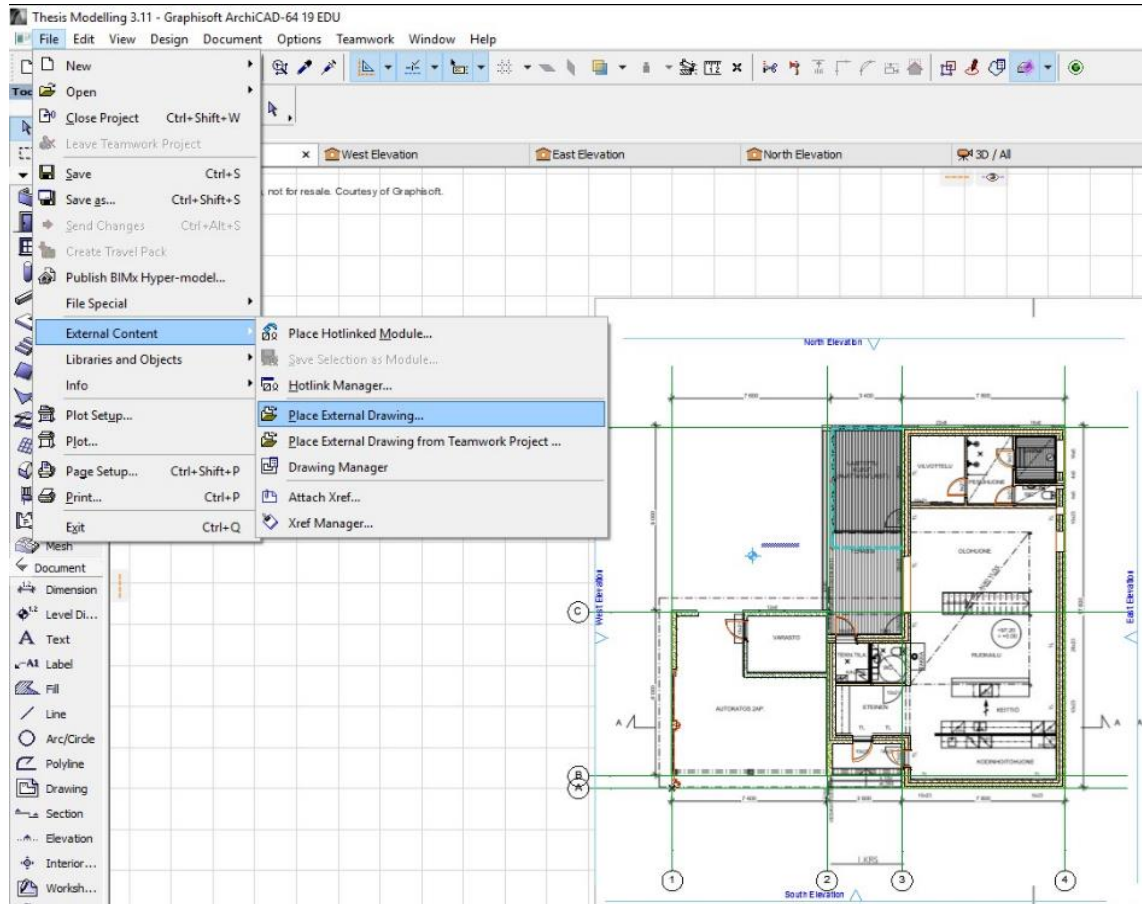 Thesis Modelling 3.11 - Graphisoft ArchiCAD-64 19 EDU
File Edit View Design Document Options Teamwork Window Help
New
Open
Close Project Ctrl+Shift+W
Leave Teamwork Project
Save Ctrl+S
Save as... Ctrl+Shift+S
Send Changes Ctrl+Alt+S
Create Travel Pack
Publish BIMx Hyper-model...
File Special
External Content
Libraries and Objects
Info
Plot Setup...
Plot...
Page Setup... Ctrl+Shift+P
Print... Ctrl+P
Exit Ctrl+Q
Place Hotlinked Module...
Save Selection as Module...
Hotlink Manager...
Place External Drawing...
Place External Drawing from Teamwork Project ...
Drawing Manager
Attach Xref...
Xref Manager...
West Elevation East Elevation North Elevation 3D / All
not for resale. Courtesy of Graphisoft.
Mesh
Document
Dimension
Level Di...
Text
Label
Fill
Line
Arc/Circle
Polyline
Drawing
Section
Elevation
Interior...
Worksh...
North Elevation
West Elevation
East Elevation
South Elevation
VILVOTTELU
PESUHUONE
OLOHUONE
VARASTO
AUTOKATOS 2AP.
RUOKAILU
KEITTIÖ
KODINHOITOHUONE
ETEINEN
A A
C
B
A
1. KRS
1 2 3 4